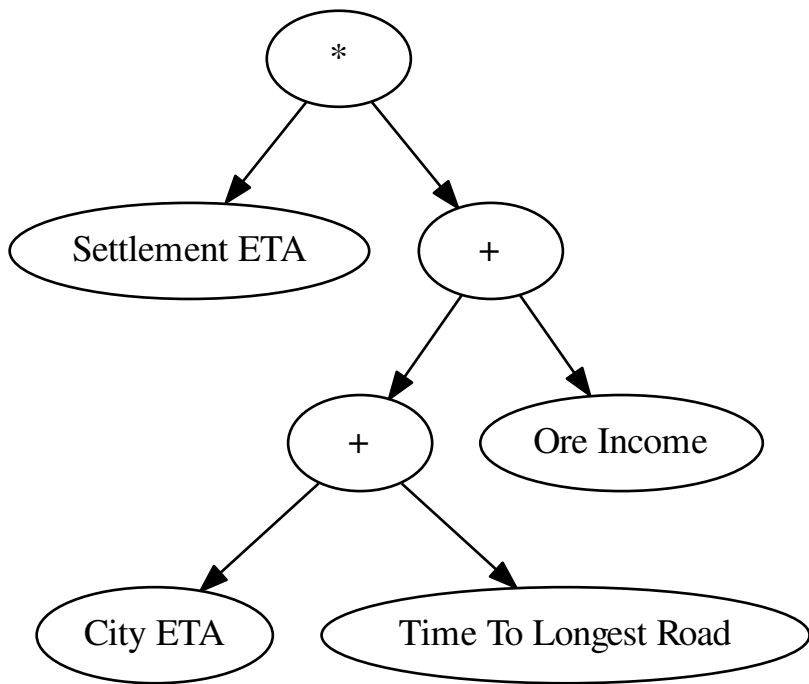 *
Settlement ETA
+
+
Ore Income
City ETA
Time To Longest Road